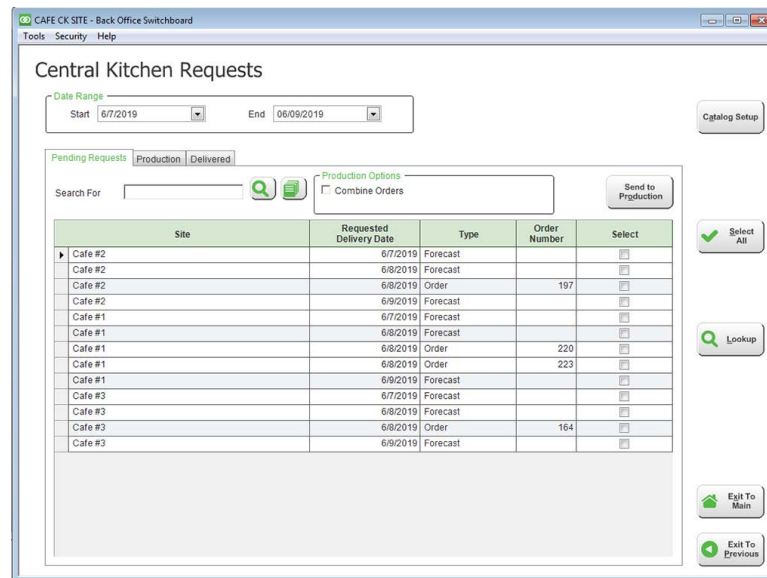 CAFE CK SITE - Back Office Switchboard
Tools Security Help
Central Kitchen Requests
Date Range
Start 6/7/2019 End 06/09/2019
Catalog Setup
Pending Requests Production Delivered
Production Options
Search For Combine Orders
Send to
Production
Site Requested Delivery Date Type Order Number Select
Cafe #2 6/7/2019 Forecast
Cafe #2 6/8/2019 Forecast
Cafe #2 6/8/2019 Order 197
Cafe #2 6/9/2019 Forecast
Cafe #1 6/7/2019 Forecast
Cafe #1 6/8/2019 Forecast
Cafe #1 6/8/2019 Order 220
Cafe #1 6/8/2019 Order 223
Cafe #1 6/9/2019 Forecast
Cafe #3 6/7/2019 Forecast
Cafe #3 6/8/2019 Forecast
Cafe #3 6/8/2019 Order 164
Cafe #3 6/9/2019 Forecast
Select
All
Lookup
Exit To
Main
Exit To
Previous